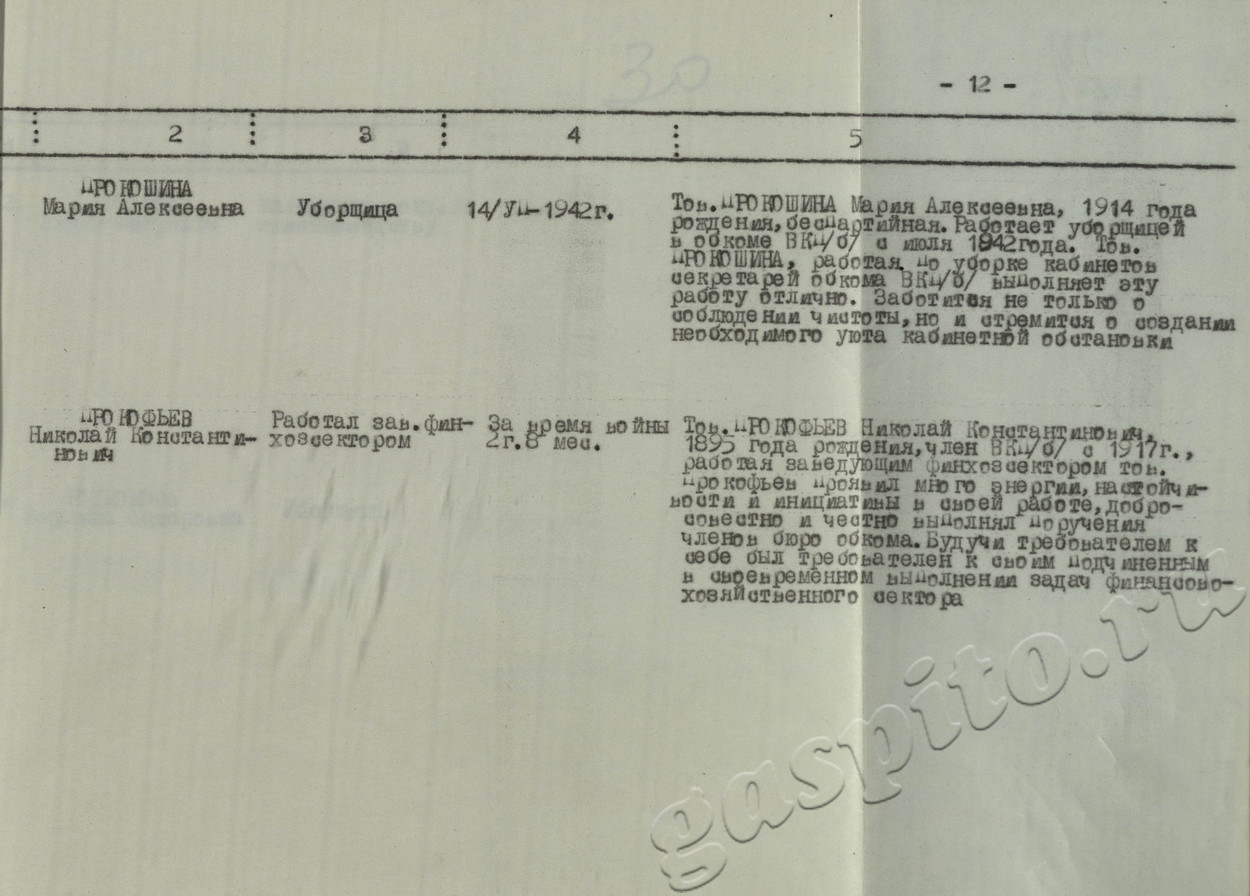 30
- 12 -
2 3 4 5
ПРОКОШИНА
Мария Алексеевна
Уборщица
14/УП-1942г.
Тов.ПРОКОШИНА Мария Алексеевна, 1914 года
рождения,беспартийная.Работает уборщицей
в обкоме ВКП/б/ с июля 1942года. Тов.
ПРОКОШИНА, работая по уборке кабинетов
секретарей обкома ВКП/б/ выполняет эту
работу отлично. Заботится не только о
соблюдении чистоты,но и стремится о создании
необходимого уюта кабинетной обстановки
ПРОКОФЬЕВ
Николай Константи-
нович
Работал зав.фин-
хозсектором
За время войны
2г.8 мес.
Тов.ПРОКОФЬЕВ Николай Константинович,
1895 года рождения,член ВКП/б/ с 1917г.,
работая заведующим финхозсектором тов.
Прокофьев проявил много энергии,настойчи-
вости и инициативы в своей работе,добро-
совестно и честно выполнял поручения
членов бюро обкома.Будучи требователем к
себе был требователен к своим подчиненным
в своевременном выполнении задач финансово-
хозяйственного сектора
gaspito.ru